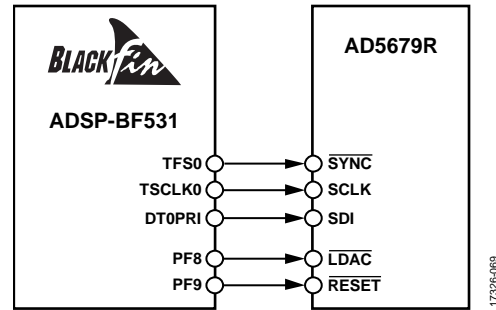 BLACKfin
AD5679R
ADSP-BF531
TFS0 SYNC
TSCLK0 SCLK
DT0PRI SDI
PF8 LDAC
PF9 RESET
17326-069